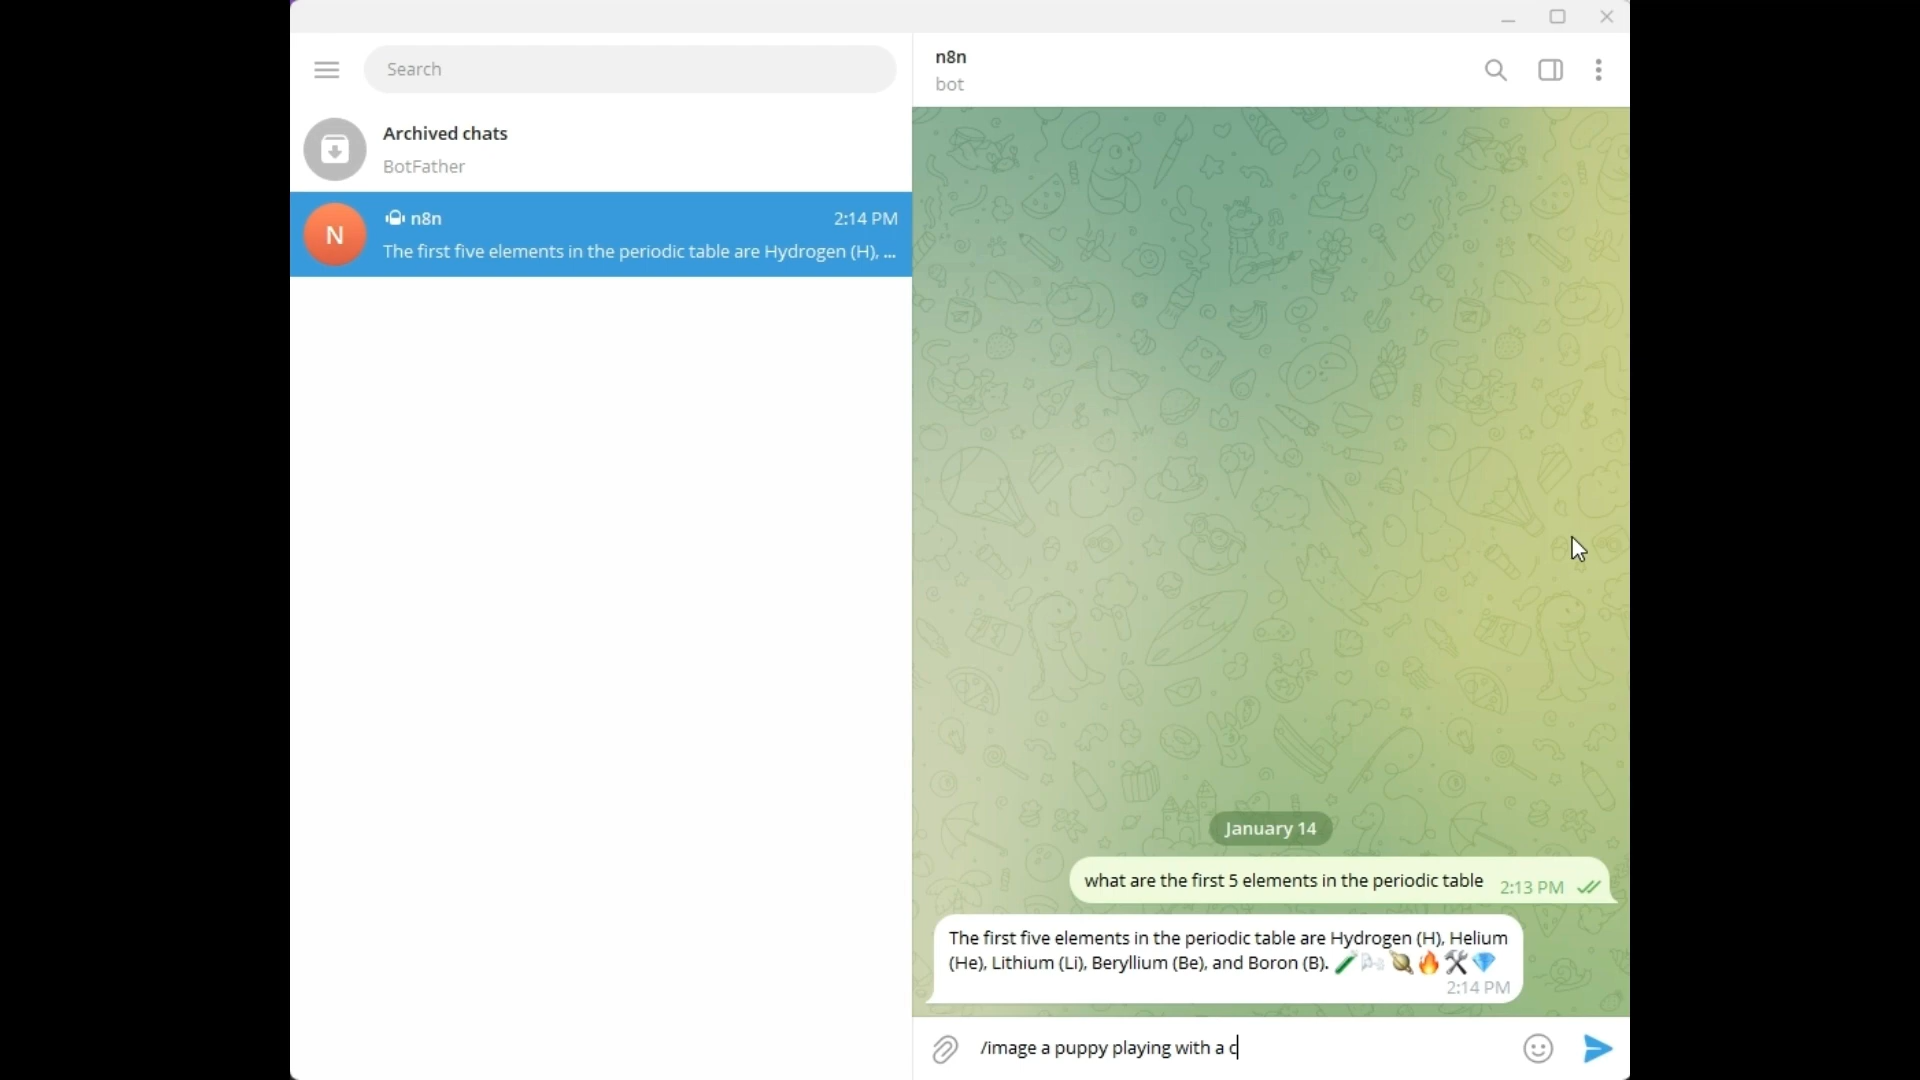 Search
Archived chats
BotFather
N
n8n
2:14 PM
The first five elements in the periodic table are Hydrogen (H), ...
n8n
bot
January 14
what are the first 5 elements in the periodic table
2:13 PM
The first five elements in the periodic table are Hydrogen (H), Helium
(He), Lithium (Li), Beryllium (Be), and Boron (B).
2:14 PM
/image a puppy playing with a c